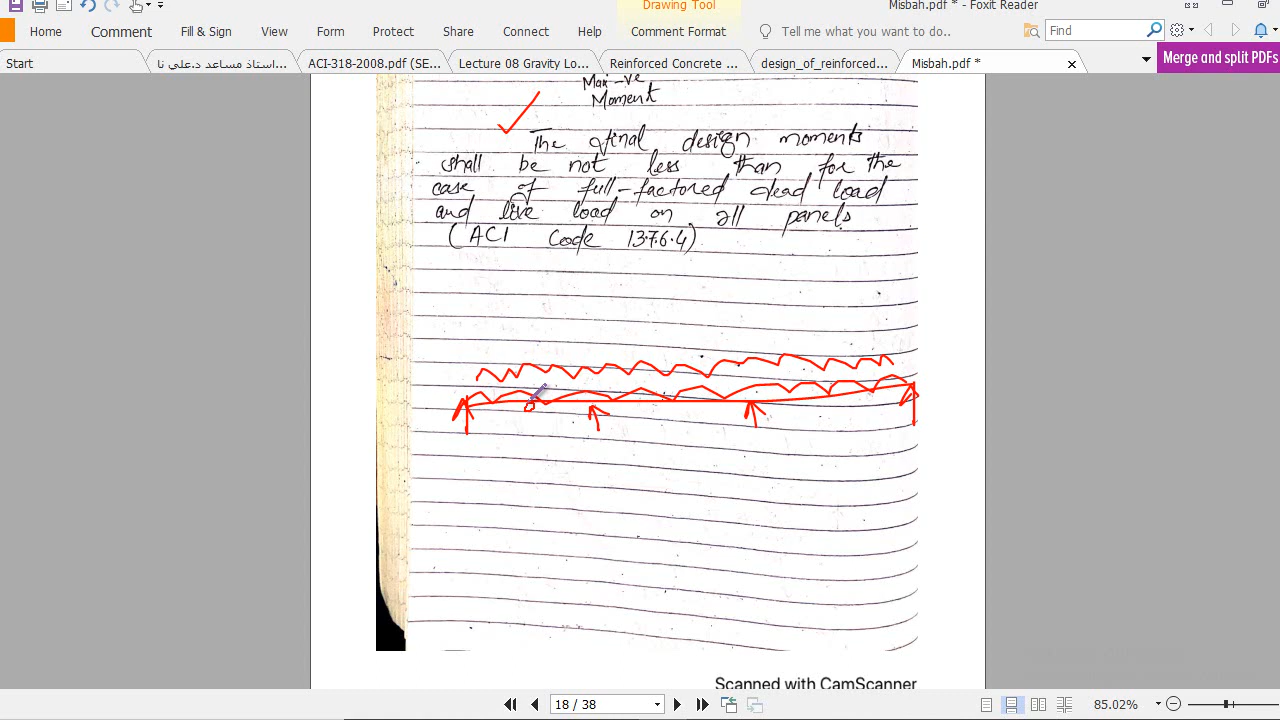 Drawing Tool
Misbah.pdf * - Foxit Reader
Home
Comment
Fill & Sign
View
Form
Protect
Share
Connect
Help
Comment Format
Tell me what you want to do..
Find
Start
استاذ مساعد د.علي نا...
ACI-318-2008.pdf (SE...
Lecture 08 Gravity Lo...
Reinforced Concrete ...
design_of_reinforced...
Misbah.pdf *
Merge and split PDFs
Max -ve
Moment
The final design moments
shall be not less than for the
case of full-factored dead load
and live load on all panels
(ACI Code 13.7.6.4)
Scanned with CamScanner
18 / 38
85.02%